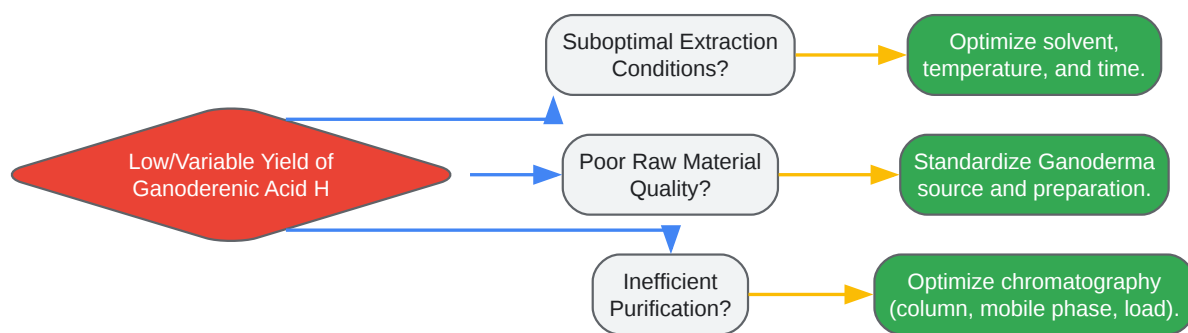 Low/Variable Yield of
Ganoderenic Acid H
Suboptimal Extraction
Conditions?
Optimize solvent,
temperature, and time.
Poor Raw Material
Quality?
Standardize Ganoderma
source and preparation.
Inefficient
Purification?
Optimize chromatography
(column, mobile phase, load).